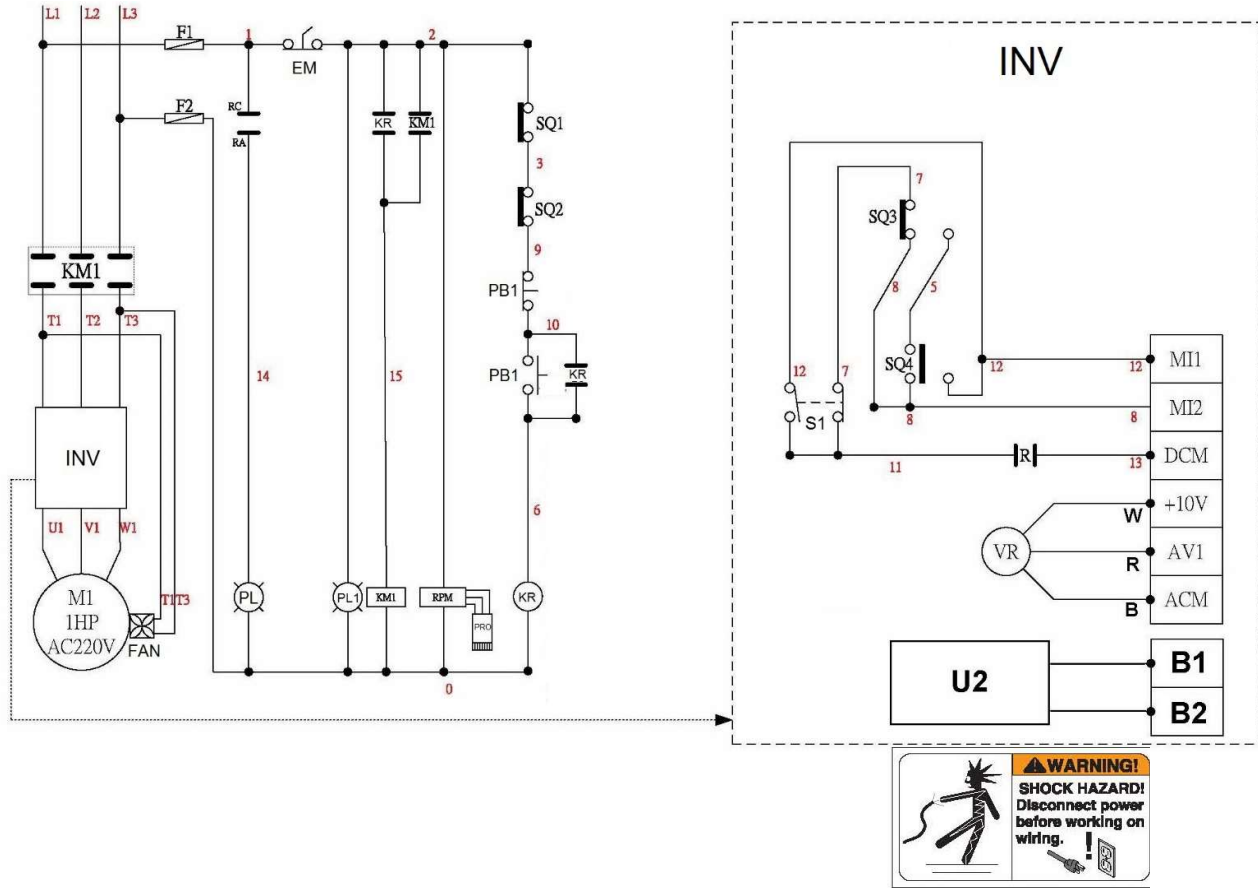 L1 L2 L3
F1 1 2
EM
F2 RC KR KM1 SQ1
RA
3
SQ2
KM1 9
PB1
T1 T2 T3 10
14 15 PB1 KR
INV
6
U1 V1 W1
PL PL1 KM1 RPM KR
M1
1HP
AC220V
T1T3
FAN
PRO
0
INV
7
SQ3
8 5
12 7 SQ4 12 12 MI1
S1 8 8 MI2
11 R 13 DCM
W +10V
VR R AV1
B ACM
U2 B1
B2
WARNING!
SHOCK HAZARD!
Disconnect power
before working on
wiring.